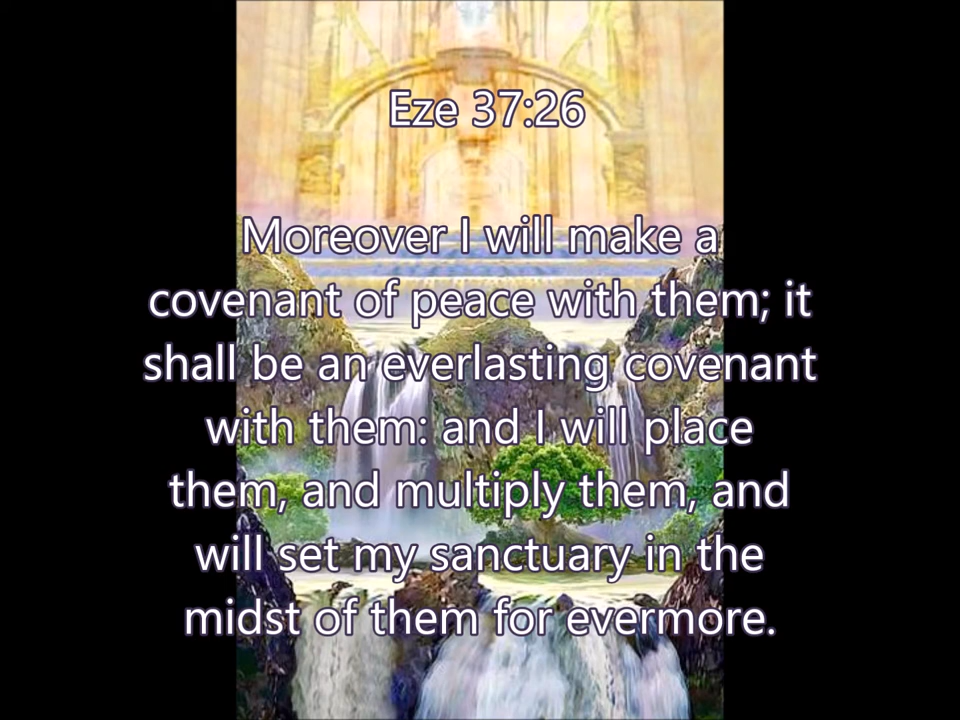 Eze 37:26
Moreover I will make a
covenant of peace with them; it
shall be an everlasting covenant
with them: and I will place
them, and multiply them, and
will set my sanctuary in the
midst of them for evermore.